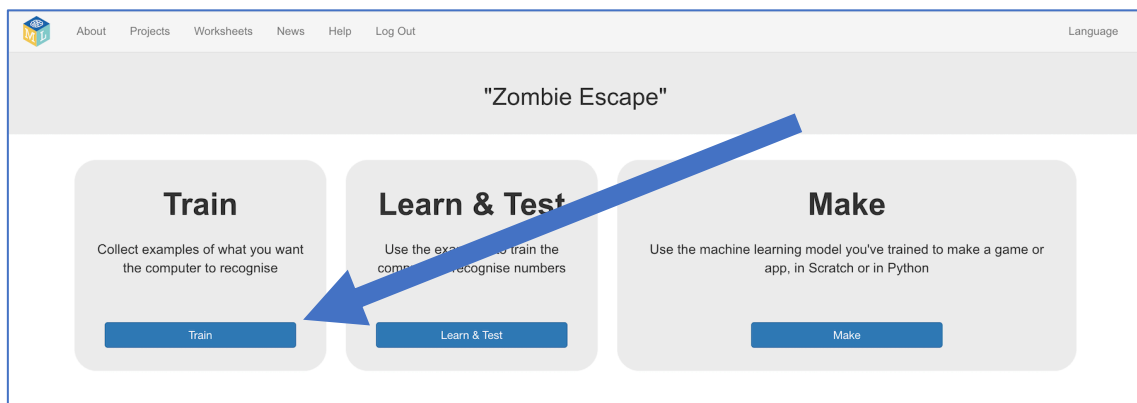 ML
About Projects Worksheets News Help Log Out Language
"Zombie Escape"
Train
Collect examples of what you want
the computer to recognise
Train
Learn & Test
Use the to train the
recognise numbers
Learn & Test
Make
Use the machine learning model you've trained to make a game or
app, in Scratch or in Python
Make